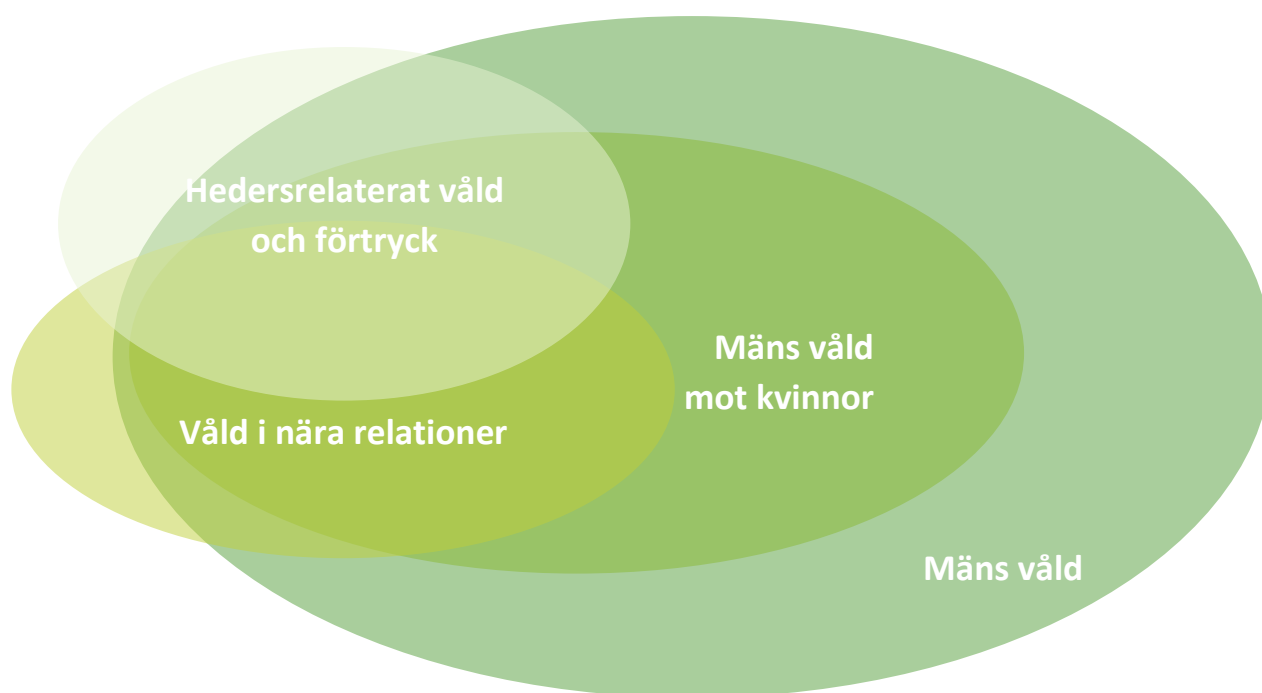 Hedersrelaterat våld
och förtryck
Mäns våld
mot kvinnor
Våld i nära relationer
Mäns våld